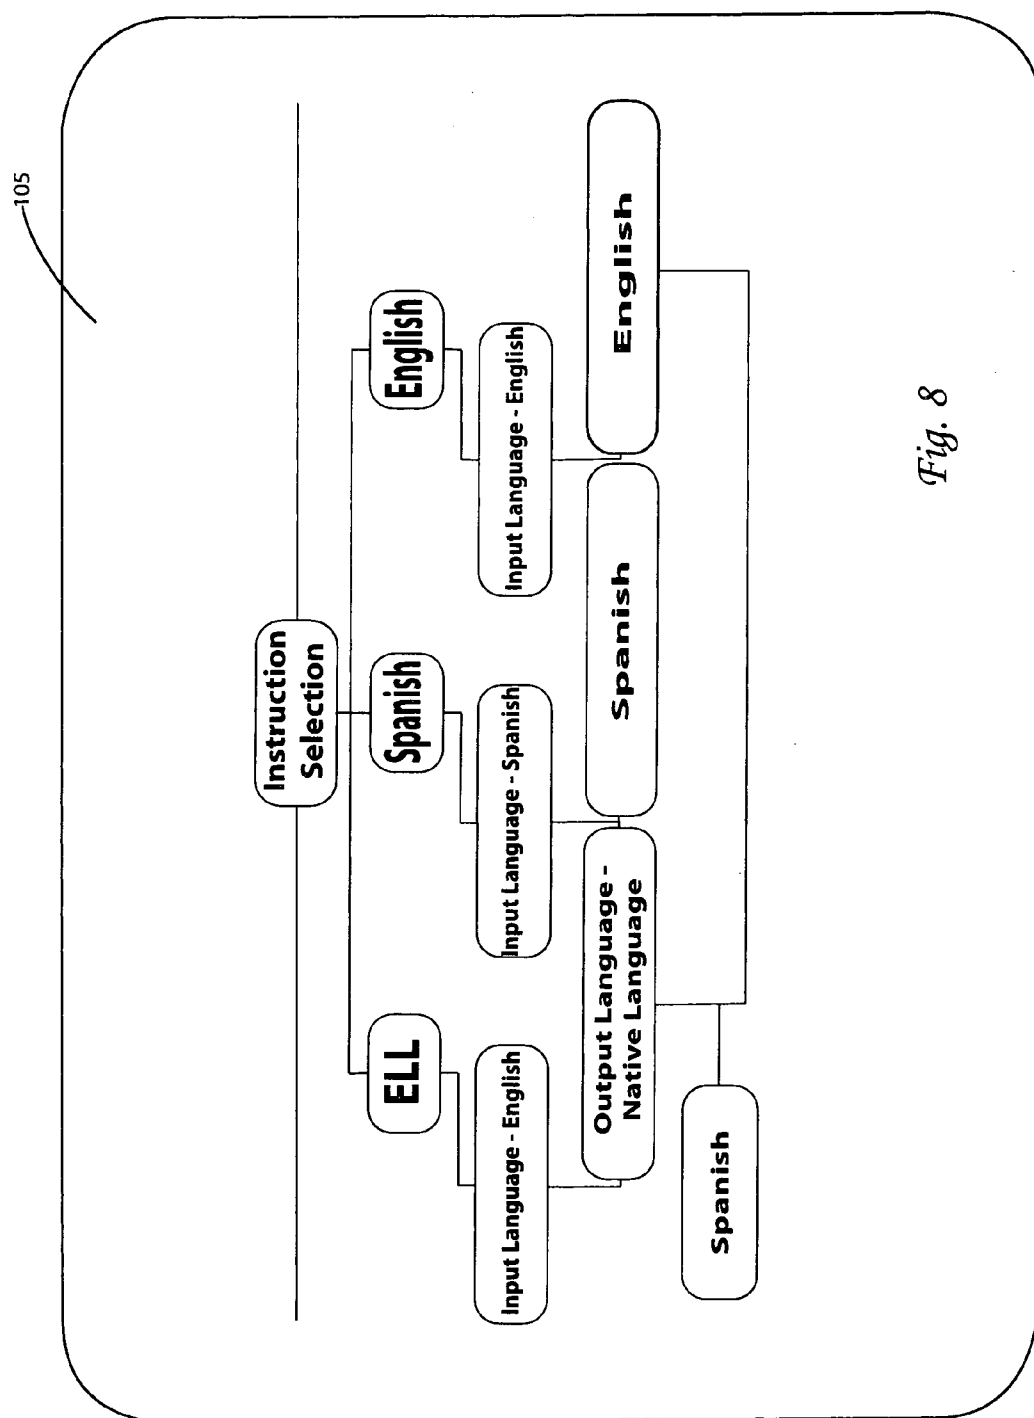 105
Instruction
Selection
ELL
Spanish
English
Input Language - English
Input Language - Spanish
Input Language - English
Output Language -
Native Language
Spanish
English
Spanish
Fig. 8